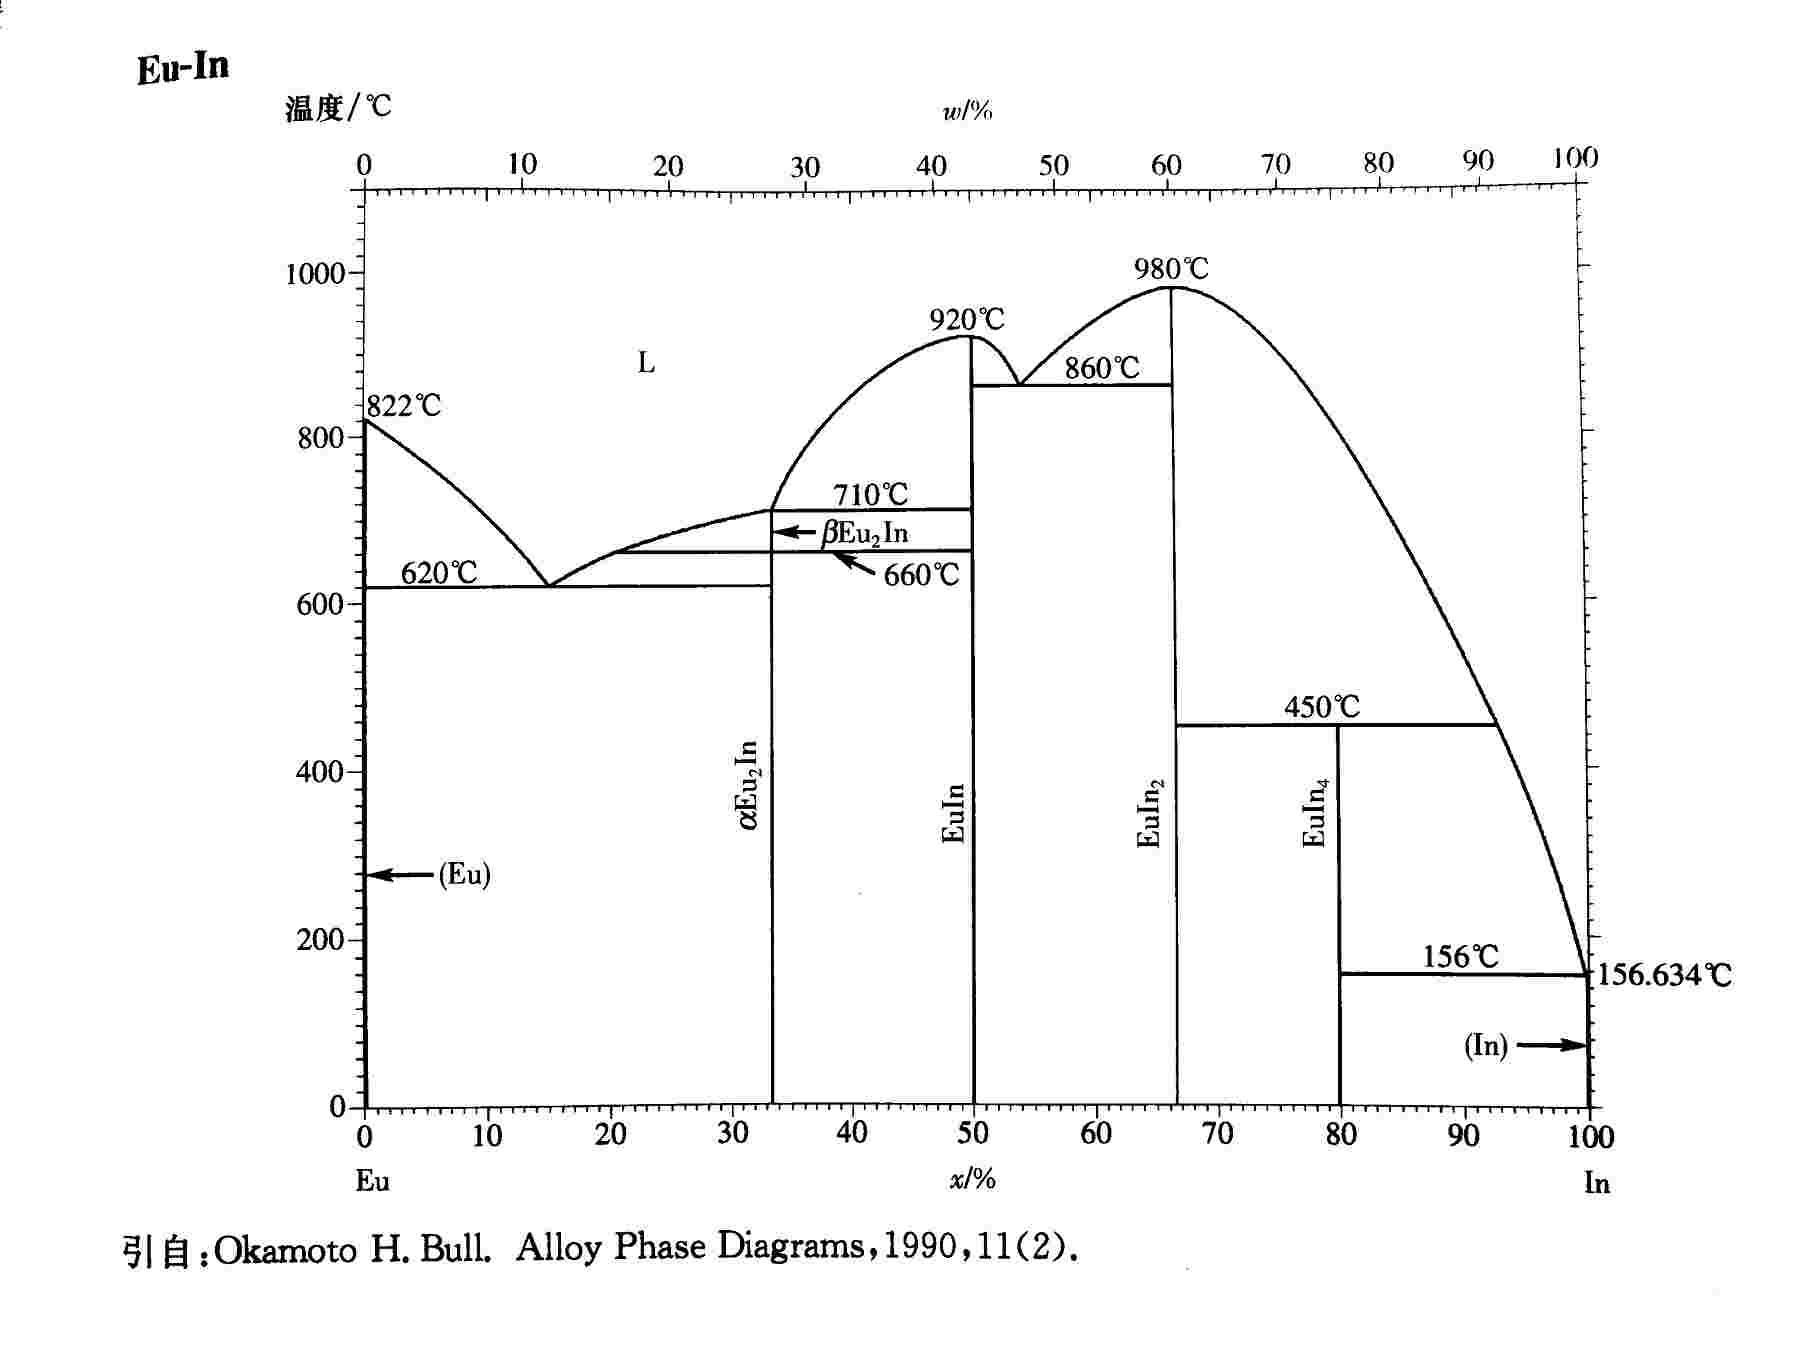 Eu-In
温度/℃
w/%
0 10 20 30 40 50 60 70 80 90 100
1000
980℃
920℃
L
860℃
822℃
800
710℃
βEu₂In
660℃
620℃
600
450℃
400
αEu₂In
EuIn
EuIn₂
EuIn₄
(Eu)
200
156℃
156.634℃
(In)
0
0 10 20 30 40 50 60 70 80 90 100
Eu
x/%
In
引自:Okamoto H. Bull. Alloy Phase Diagrams,1990,11(2).